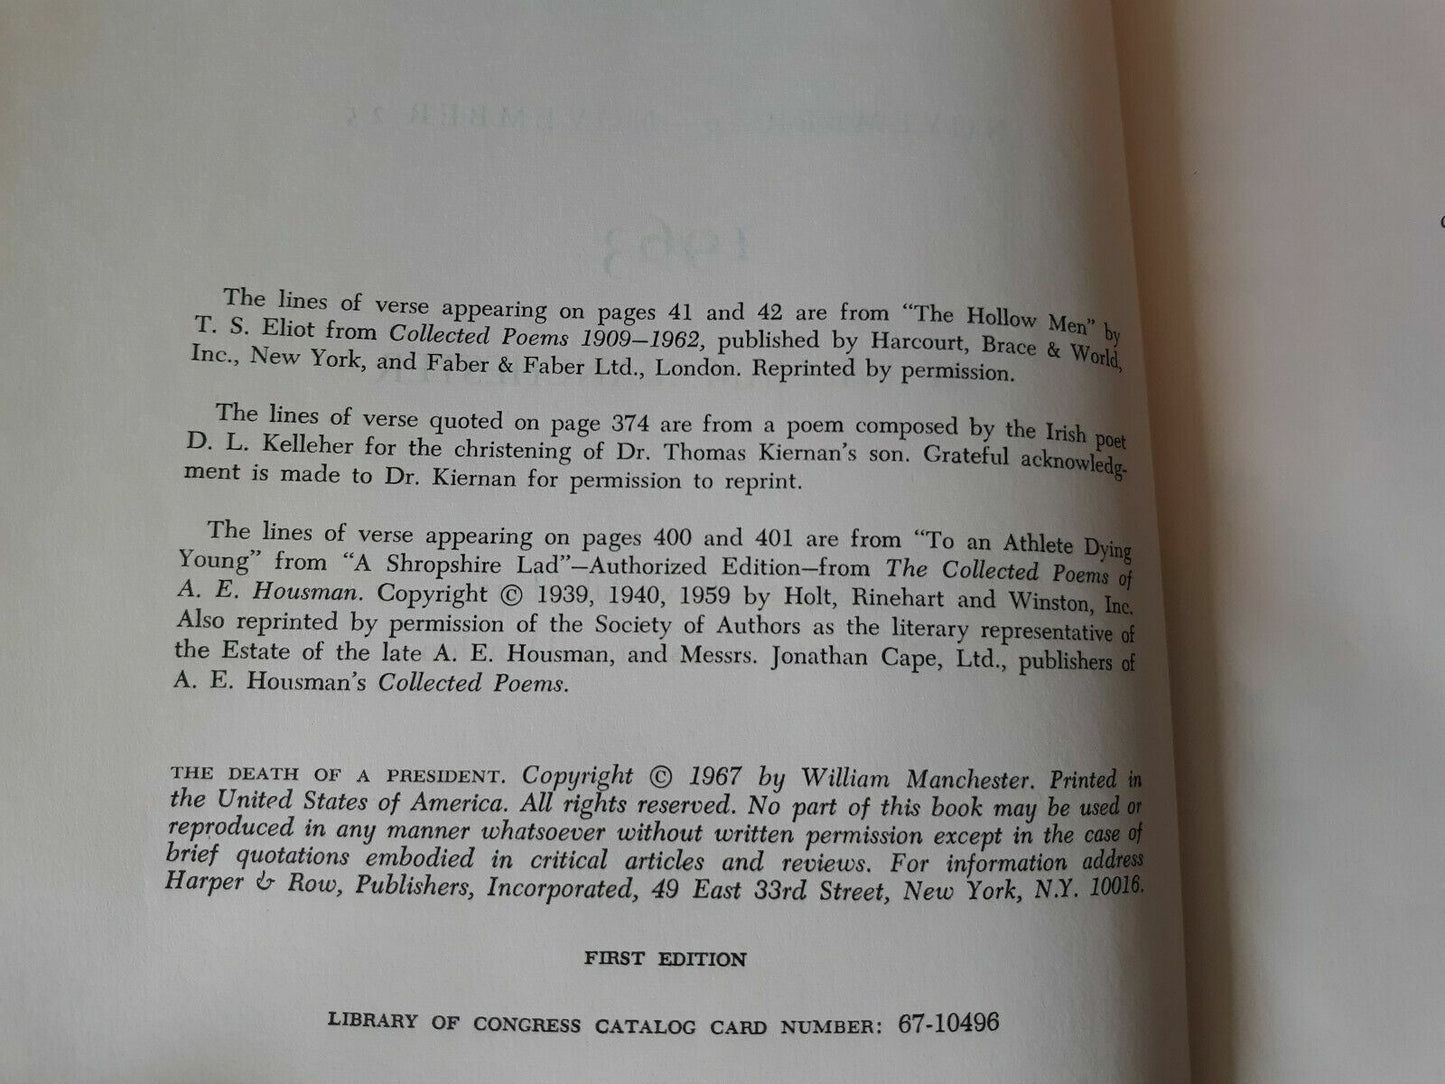 The lines of verse appearing on pages 41 and 42 are from “The Hollow Men” by
T. S. Eliot from Collected Poems 1909–1962, published by Harcourt, Brace & World,
Inc., New York, and Faber & Faber Ltd., London. Reprinted by permission.
The lines of verse quoted on page 374 are from a poem composed by the Irish poet
D. L. Kelleher for the christening of Dr. Thomas Kiernan’s son. Grateful acknowledg-
ment is made to Dr. Kiernan for permission to reprint.
The lines of verse appearing on pages 400 and 401 are from “To an Athlete Dying
Young” from “A Shropshire Lad”—Authorized Edition—from The Collected Poems of
A. E. Housman. Copyright © 1939, 1940, 1959 by Holt, Rinehart and Winston, Inc.
Also reprinted by permission of the Society of Authors as the literary representative of
the Estate of the late A. E. Housman, and Messrs. Jonathan Cape, Ltd., publishers of
A. E. Housman’s Collected Poems.
THE DEATH OF A PRESIDENT. Copyright © 1967 by William Manchester. Printed in
the United States of America. All rights reserved. No part of this book may be used or
reproduced in any manner whatsoever without written permission except in the case of
brief quotations embodied in critical articles and reviews. For information address
Harper & Row, Publishers, Incorporated, 49 East 33rd Street, New York, N.Y. 10016.
FIRST EDITION
LIBRARY OF CONGRESS CATALOG CARD NUMBER: 67-10496